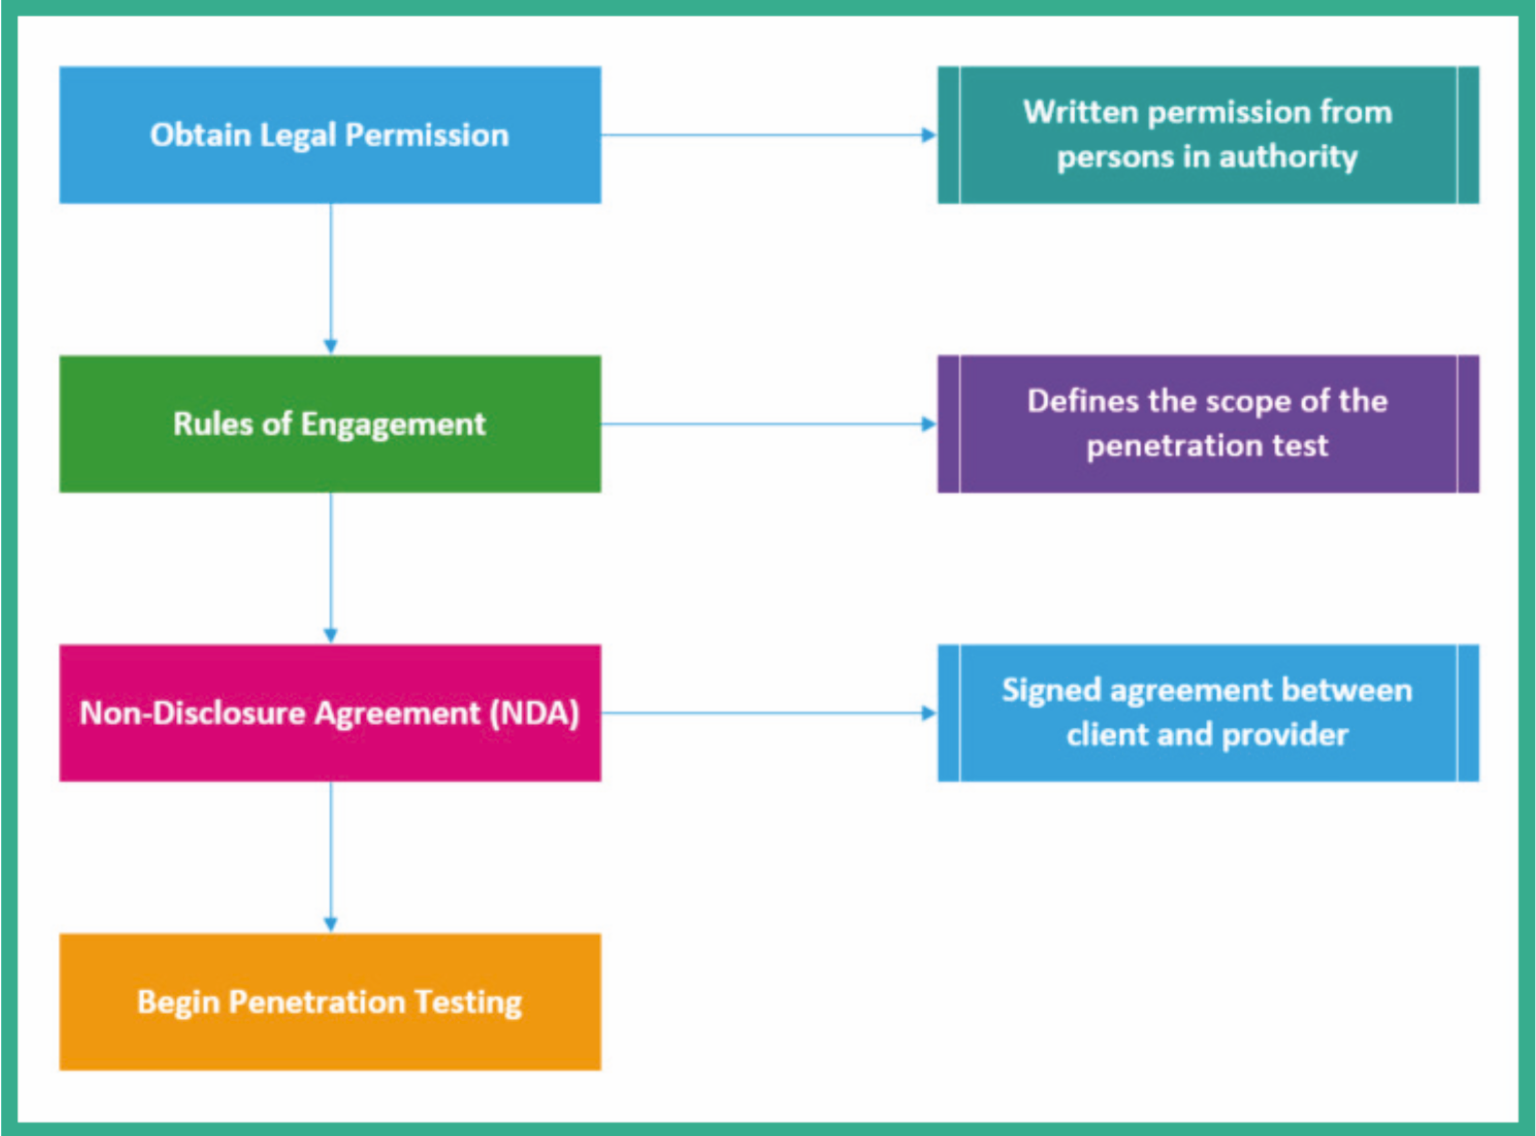 Obtain Legal Permission
Written permission from
persons in authority
Rules of Engagement
Defines the scope of the
penetration test
Non-Disclosure Agreement (NDA)
Signed agreement between
client and provider
Begin Penetration Testing